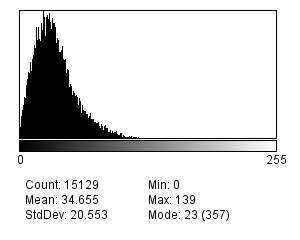 0 255
Count: 15129 Min: 0
Mean: 34.655 Max: 139
StdDev: 20.553 Mode: 23 (357)